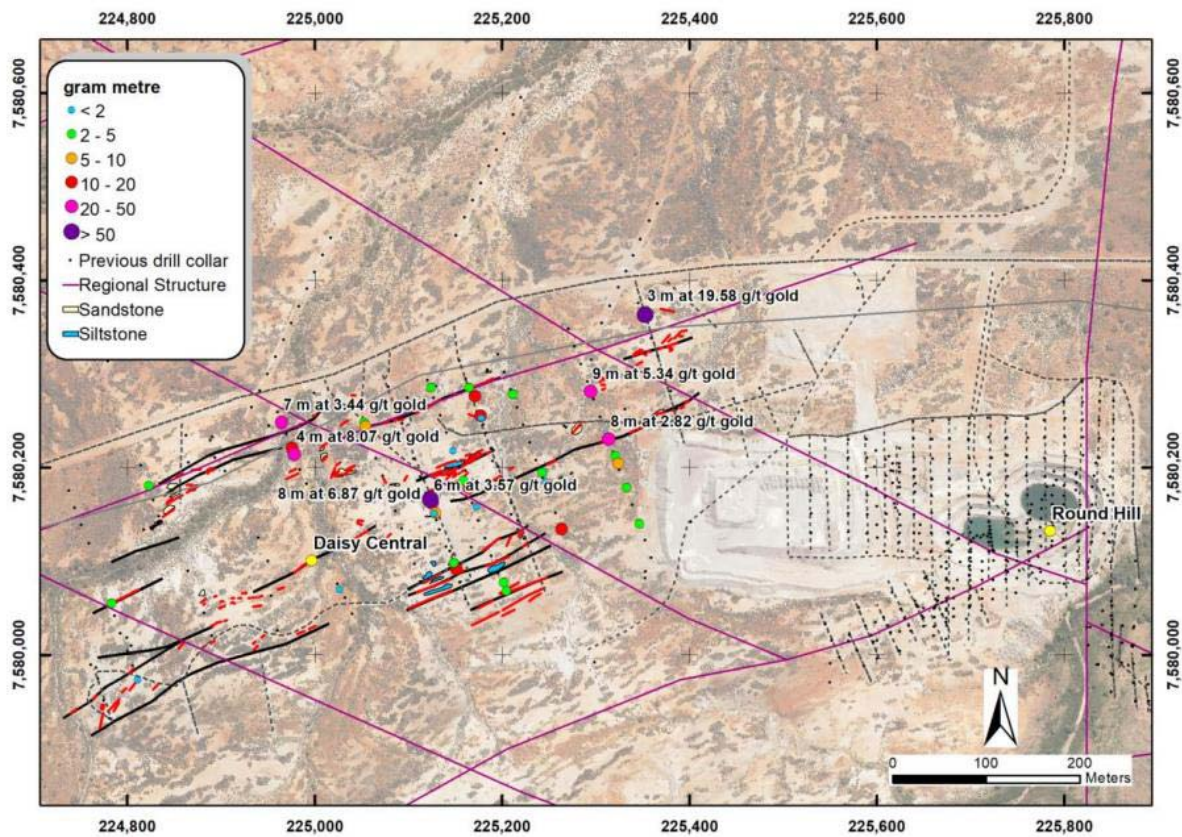 224,800 225,000 225,200 225,400 225,600 225,800
gram metre
< 2
2 - 5
5 - 10
10 - 20
20 - 50
> 50
Previous drill collar
Regional Structure
Sandstone
Siltstone
7,580,600 7,580,600
7,580,400 7,580,400
3 m at 19.58 g/t gold
9 m at 5.34 g/t gold
7 m at 3.44 g/t gold
8 m at 2.82 g/t gold
4 m at 8.07 g/t gold
7,580,200 7,580,200
8 m at 6.87 g/t gold
6 m at 3.57 g/t gold
Round Hill
Daisy Central
7,580,000 7,580,000
N
0 100 200
Meters
224,800 225,000 225,200 225,400 225,600 225,800